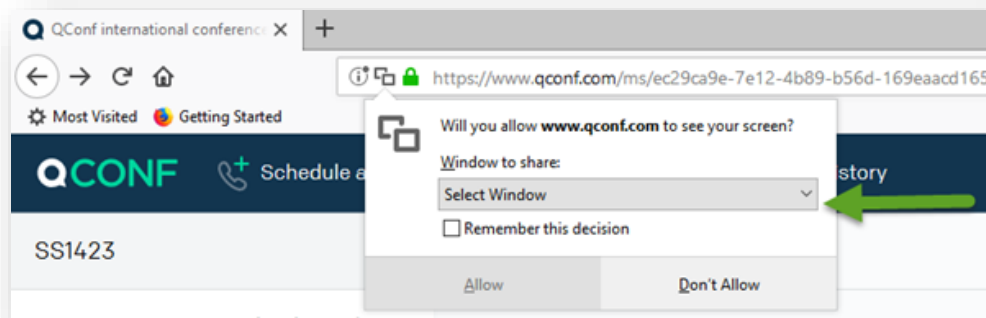 QConf international conference
https://www.qconf.com/ms/ec29ca9e-7e12-4b89-b56d-169eaacd165
Most Visited Getting Started
Will you allow www.qconf.com to see your screen?
Window to share:
Select Window
Remember this decision
Allow Don't Allow
QCONF Schedule a story
SS1423